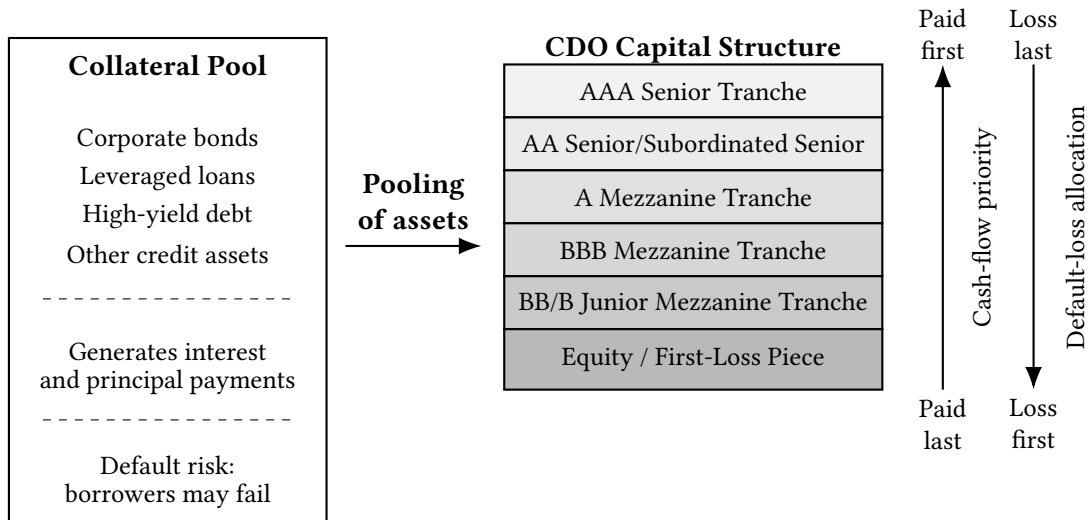 Collateral Pool
Corporate bonds
Leveraged loans
High-yield debt
Other credit assets
Generates interest
and principal payments
Default risk:
borrowers may fail
Pooling
of assets
CDO Capital Structure
AAA Senior Tranche
AA Senior/Subordinated Senior
A Mezzanine Tranche
BBB Mezzanine Tranche
BB/B Junior Mezzanine Tranche
Equity / First-Loss Piece
Paid
first
Cash-flow priority
Paid
last
Loss
last
Default-loss allocation
Loss
first